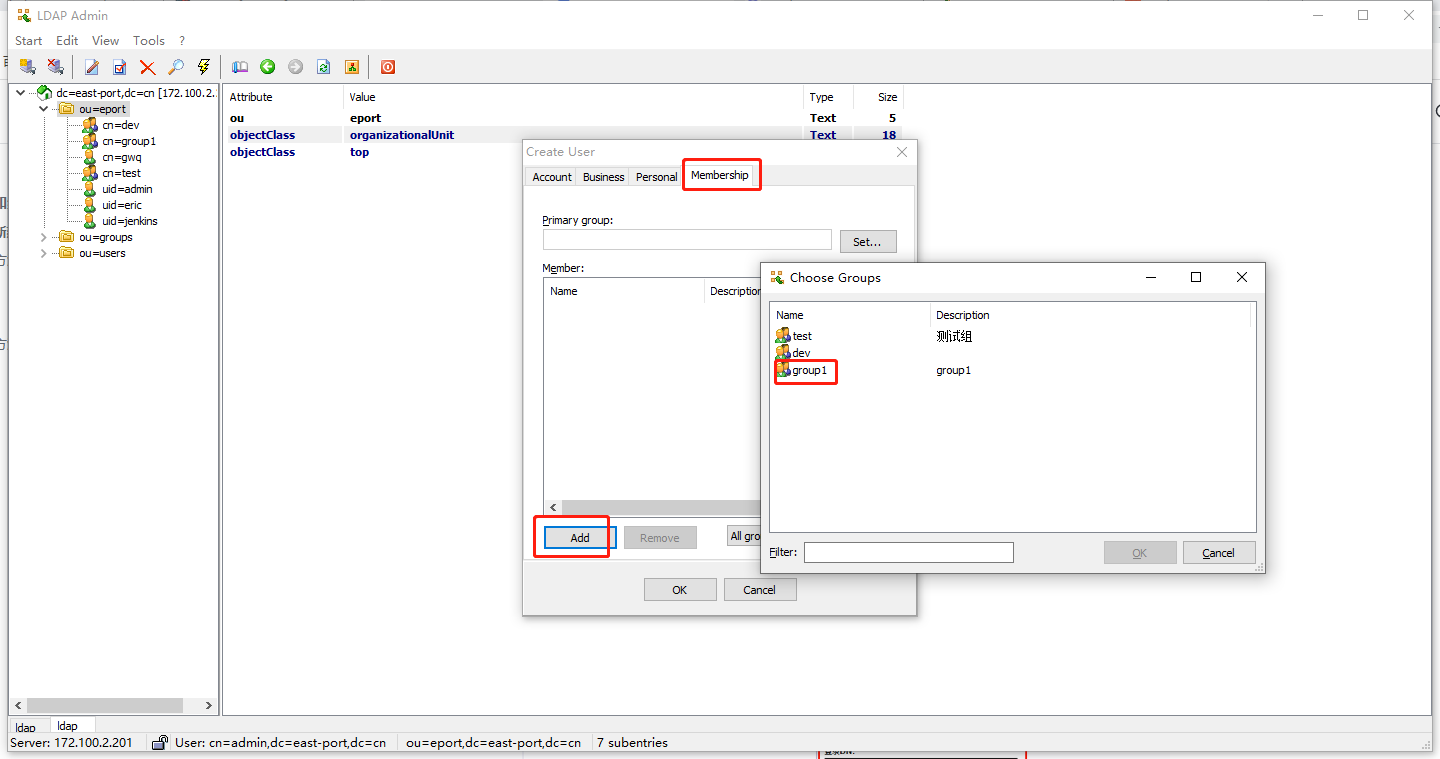 LDAP Admin
Start Edit View Tools ?
dc=east-port,dc=cn [172.100.2.
ou=eport
cn=dev
cn=group1
cn=gwq
cn=test
uid=admin
uid=eric
uid=jenkins
ou=groups
ou=users
Attribute Value Type Size
ou eport Text 5
objectClass organizationalUnit Text 18
objectClass top
Create User
Account Business Personal Membership
Primary group:
Set...
Member:
Name Description
Add Remove All gro
OK Cancel
Choose Groups
Name Description
test 测试组
dev
group1 group1
Filter: OK Cancel
ldap ldap
Server: 172.100.2.201 User: cn=admin,dc=east-port,dc=cn ou=eport,dc=east-port,dc=cn 7 subentries